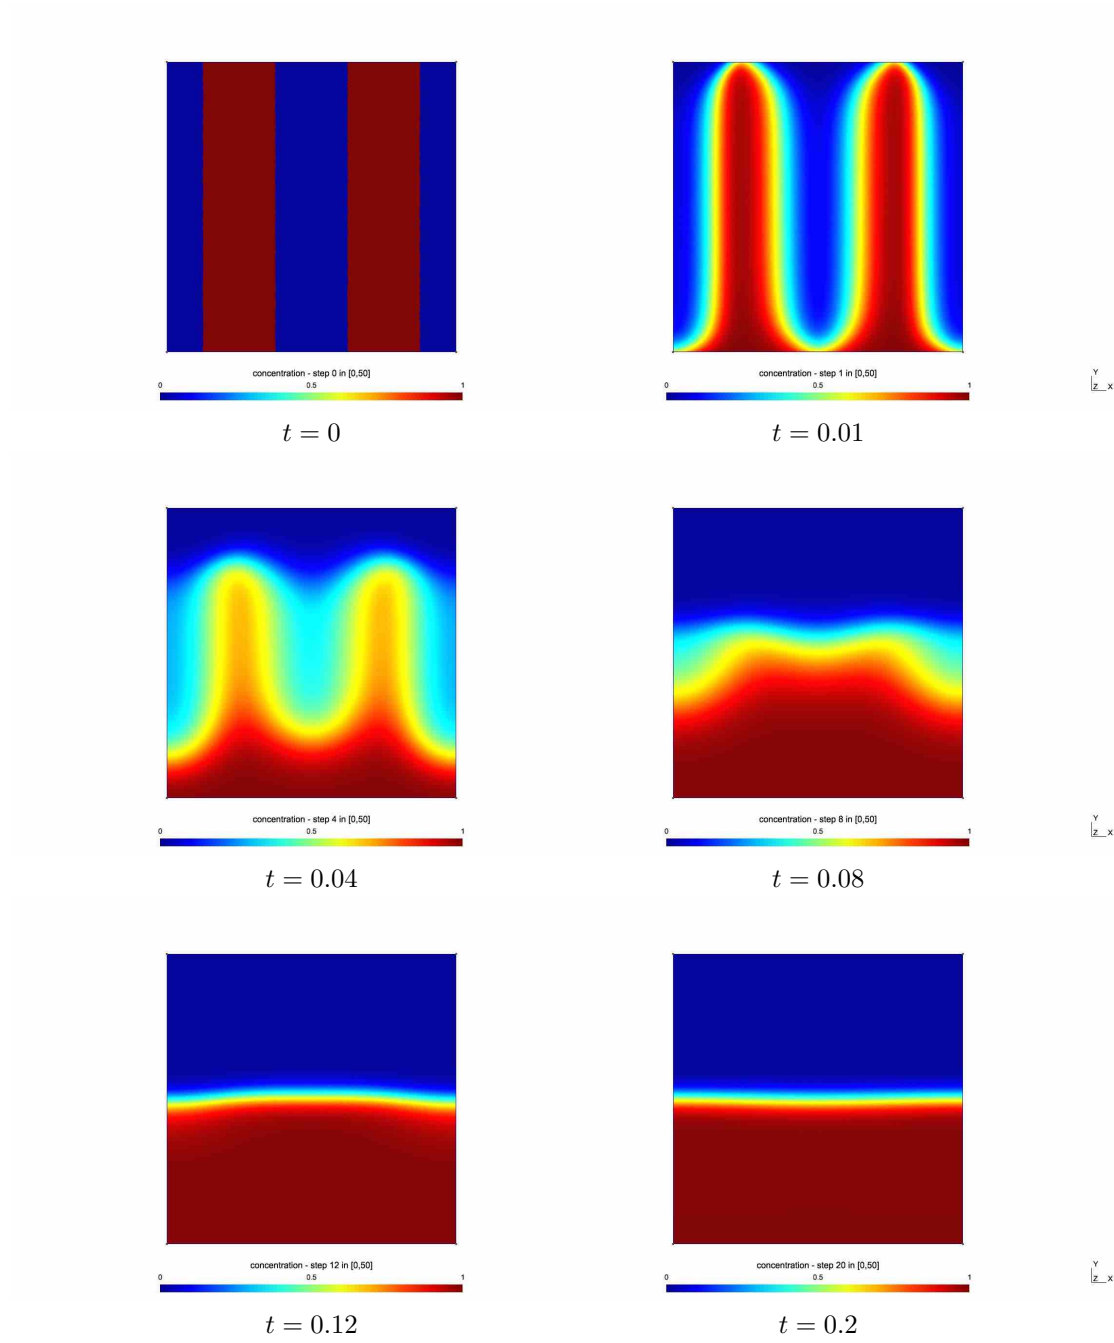 concentration - step 0 in [0,50]
0 0.5 1
t = 0
concentration - step 1 in [0,50]
0 0.5 1
t = 0.01
Y
Z X
concentration - step 4 in [0,50]
0 0.5 1
t = 0.04
concentration - step 8 in [0,50]
0 0.5 1
t = 0.08
Y
Z X
concentration - step 12 in [0,50]
0 0.5 1
t = 0.12
concentration - step 20 in [0,50]
0 0.5 1
t = 0.2
Y
Z X